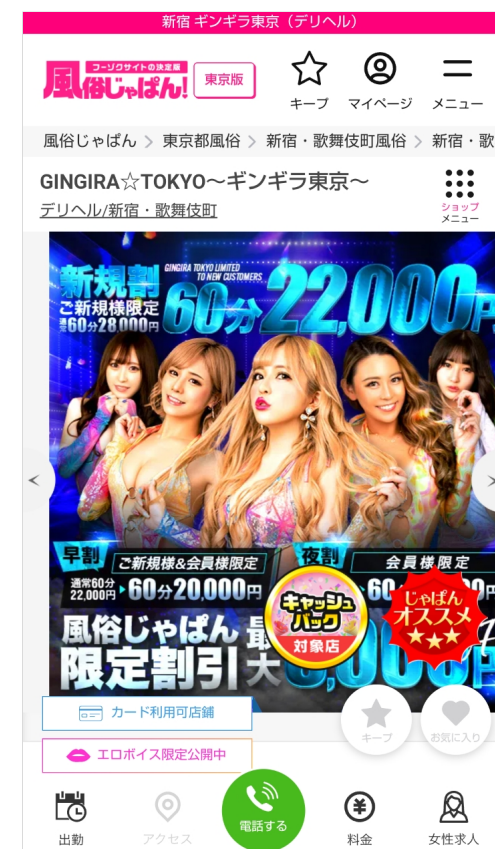 新宿 ギンギラ東京（デリヘル）
フーゾクサイトの決定版
風俗じゃぱん!
東京版
キープ
マイページ
メニュー
風俗じゃぱん > 東京都風俗 > 新宿・歌舞伎町風俗 > 新宿・歌
GINGIRA☆TOKYO〜ギンギラ東京〜
デリヘル/新宿・歌舞伎町
ショップ
メニュー
新規割
GINGIRA TOKYO LIMITED
TO NEW CUSTOMERS
ご新規様限定
通常60分28,000円
60分 22,000円
<
>
早割 ご新規様&会員様限定
通常60分
22,000円
60分20,000円
夜割 会員様限定
60
キャッシュ
バック
対象店
じゃぱん
オススメ
★★★
風俗じゃぱん 最
限定割引 大
カード利用可店舗
エロボイス限定公開中
キープ
お気に入り
出勤
アクセス
電話する
料金
女性求人